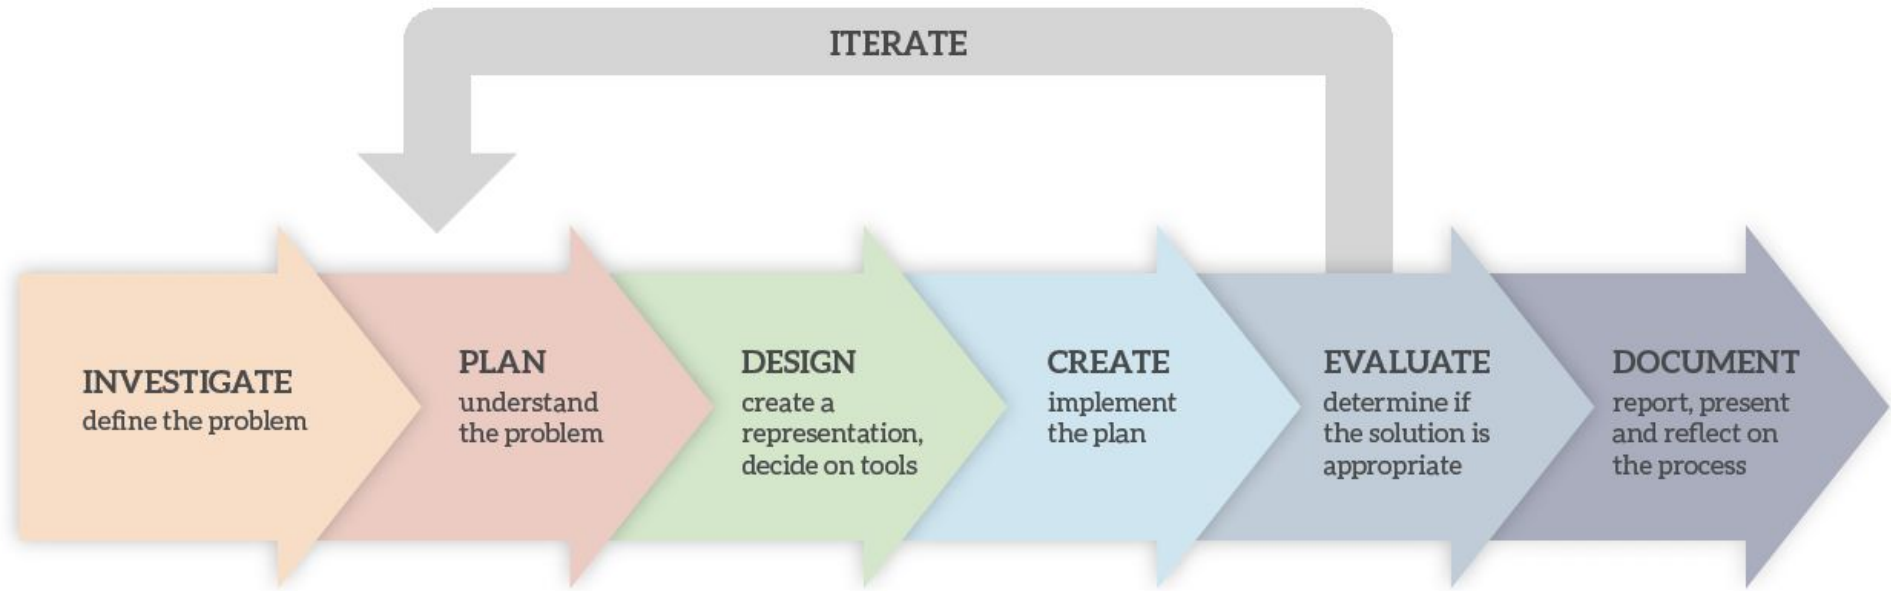 ITERATE
INVESTIGATE
define the problem
PLAN
understand
the problem
DESIGN
create a
representation,
decide on tools
CREATE
implement
the plan
EVALUATE
determine if
the solution is
appropriate
DOCUMENT
report, present
and reflect on
the process